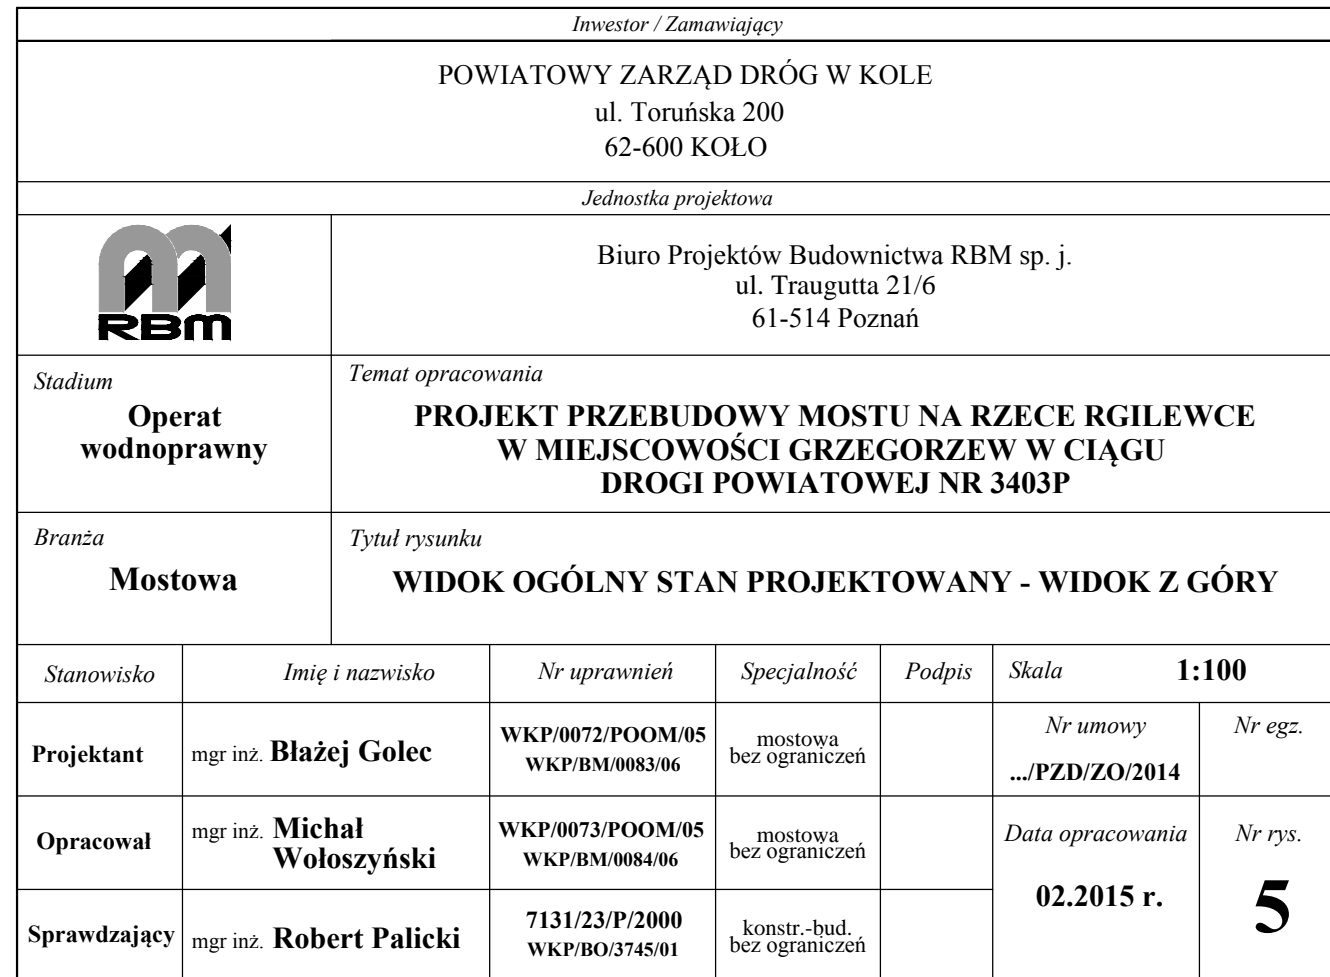 Inwestor / Zamawiający
POWIATOWY ZARZĄD DRÓG W KOLE
ul. Toruńska 200
62-600 KOŁO
Jednostka projektowa
RBM
Biuro Projektów Budownictwa RBM sp. j.
ul. Traugutta 21/6
61-514 Poznań
Stadium
Operat
wodnoprawny
Temat opracowania
PROJEKT PRZEBUDOWY MOSTU NA RZECE RGILEWCE
W MIEJSCOWOŚCI GRZEGORZEW W CIĄGU
DROGI POWIATOWEJ NR 3403P
Branża
Mostowa
Tytuł rysunku
WIDOK OGÓLNY STAN PROJEKTOWANY - WIDOK Z GÓRY
Stanowisko Imię i nazwisko Nr uprawnień Specjalność Podpis Skala 1:100
Projektant mgr inż. Błażej Golec
WKP/0072/POOM/05
WKP/BM/0083/06
mostowa
bez ograniczeń
Nr umowy
.../PZD/ZO/2014
Nr egz.
Opracował mgr inż. Michał
Wołoszyński
WKP/0073/POOM/05
WKP/BM/0084/06
mostowa
bez ograniczeń
Data opracowania
02.2015 r.
Nr rys.
5
Sprawdzający mgr inż. Robert Palicki
7131/23/P/2000
WKP/BO/3745/01
konstr.-bud.
bez ograniczeń